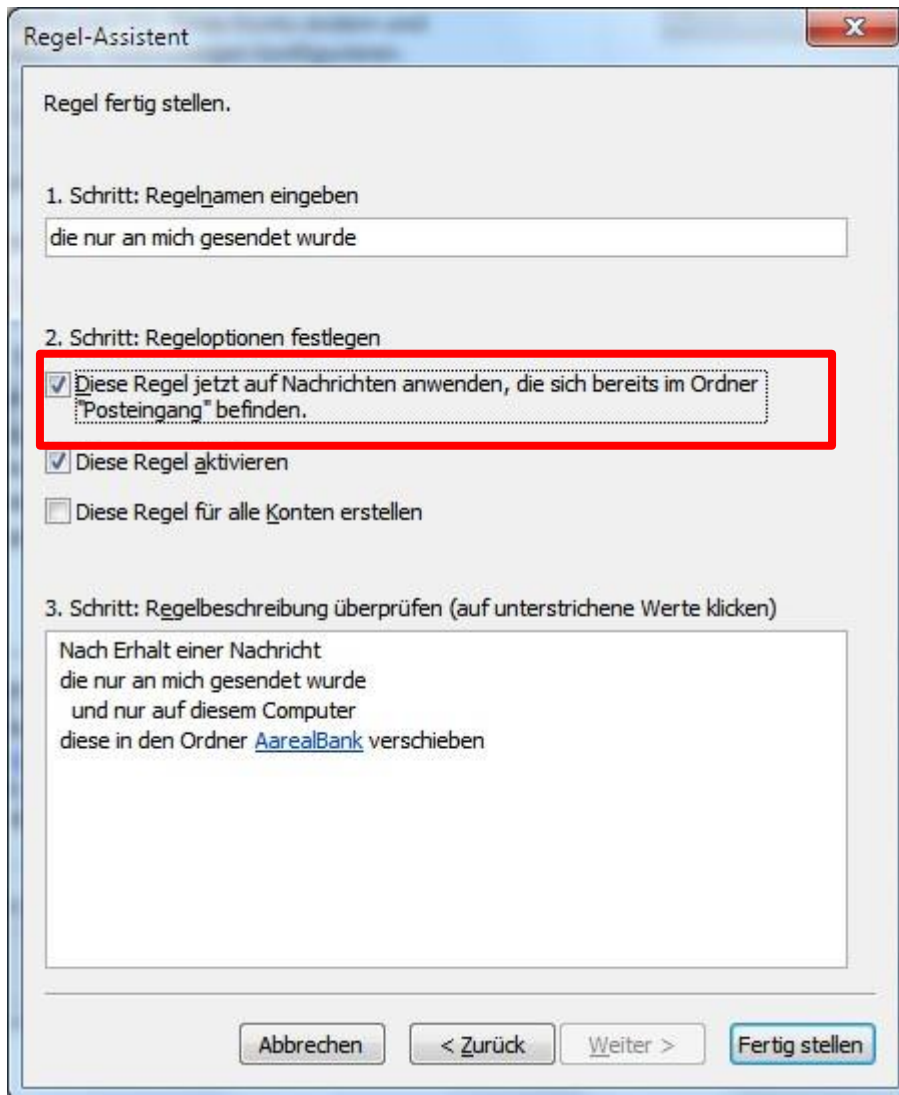 Regel-Assistent
Regel fertig stellen.
1. Schritt: Regelnamen eingeben
die nur an mich gesendet wurde
2. Schritt: Regeloptionen festlegen
Diese Regel jetzt auf Nachrichten anwenden, die sich bereits im Ordner
"Posteingang" befinden.
Diese Regel aktivieren
Diese Regel für alle Konten erstellen
3. Schritt: Regelbeschreibung überprüfen (auf unterstrichene Werte klicken)
Nach Erhalt einer Nachricht
die nur an mich gesendet wurde
und nur auf diesem Computer
diese in den Ordner AarealBank verschieben
Abbrechen < Zurück Weiter > Fertig stellen